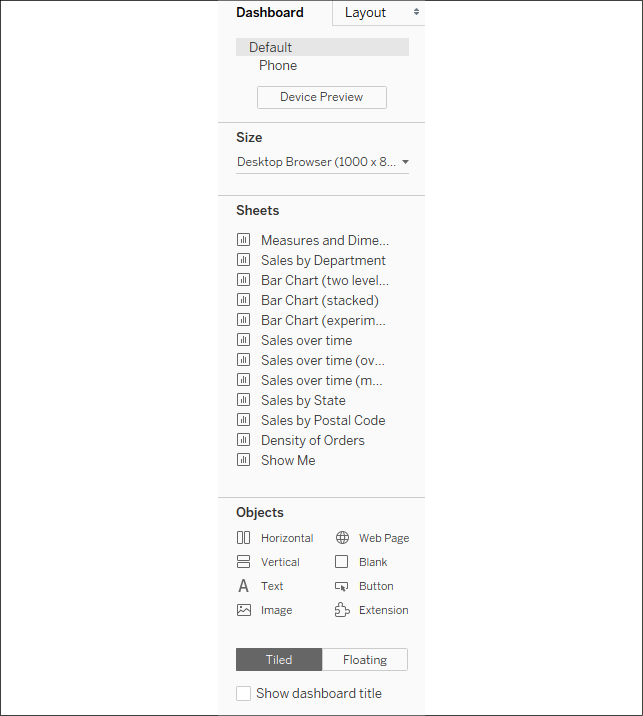 Dashboard Layout
Default
Phone
Device Preview
Size
Desktop Browser (1000 x 8...
Sheets
Measures and Dime...
Sales by Department
Bar Chart (two level...
Bar Chart (stacked)
Bar Chart (experim...
Sales over time
Sales over time (ov...
Sales over time (m...
Sales by State
Sales by Postal Code
Density of Orders
Show Me
Objects
Horizontal Web Page
Vertical Blank
A Text Button
Image Extension
Tiled Floating
Show dashboard title